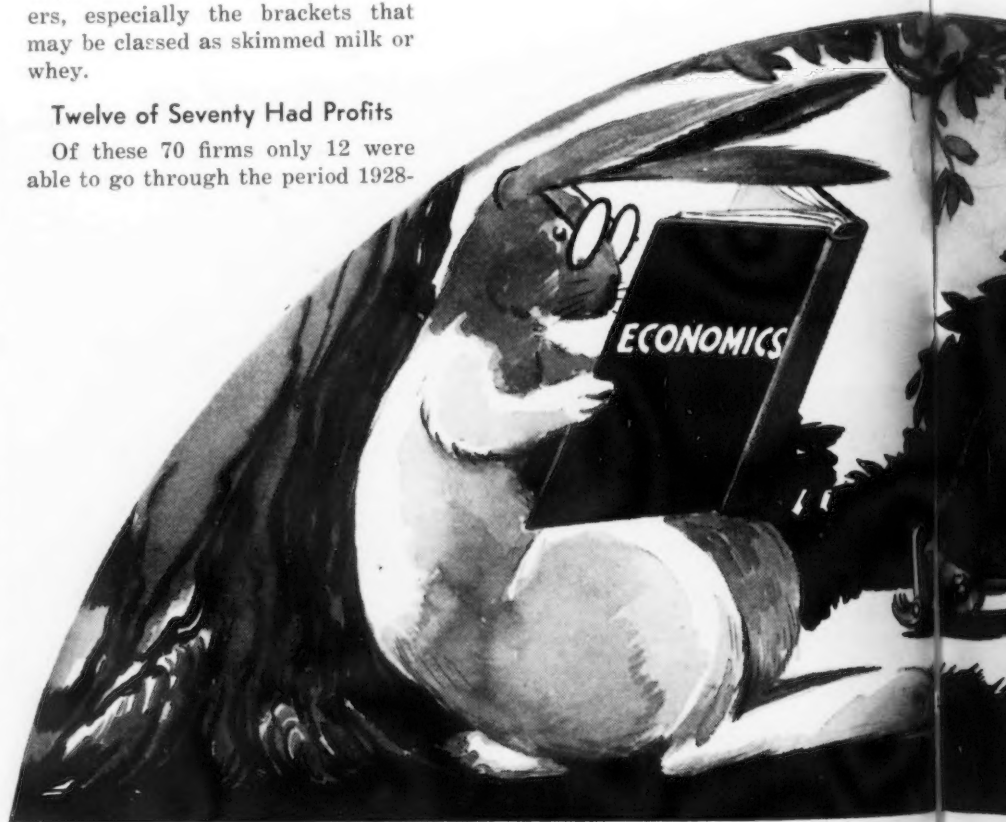 ers, especially the brackets that
may be classed as skimmed milk or
whey.
Twelve of Seventy Had Profits
Of these 70 firms only 12 were
able to go through the period 1928-
ECONOMICS